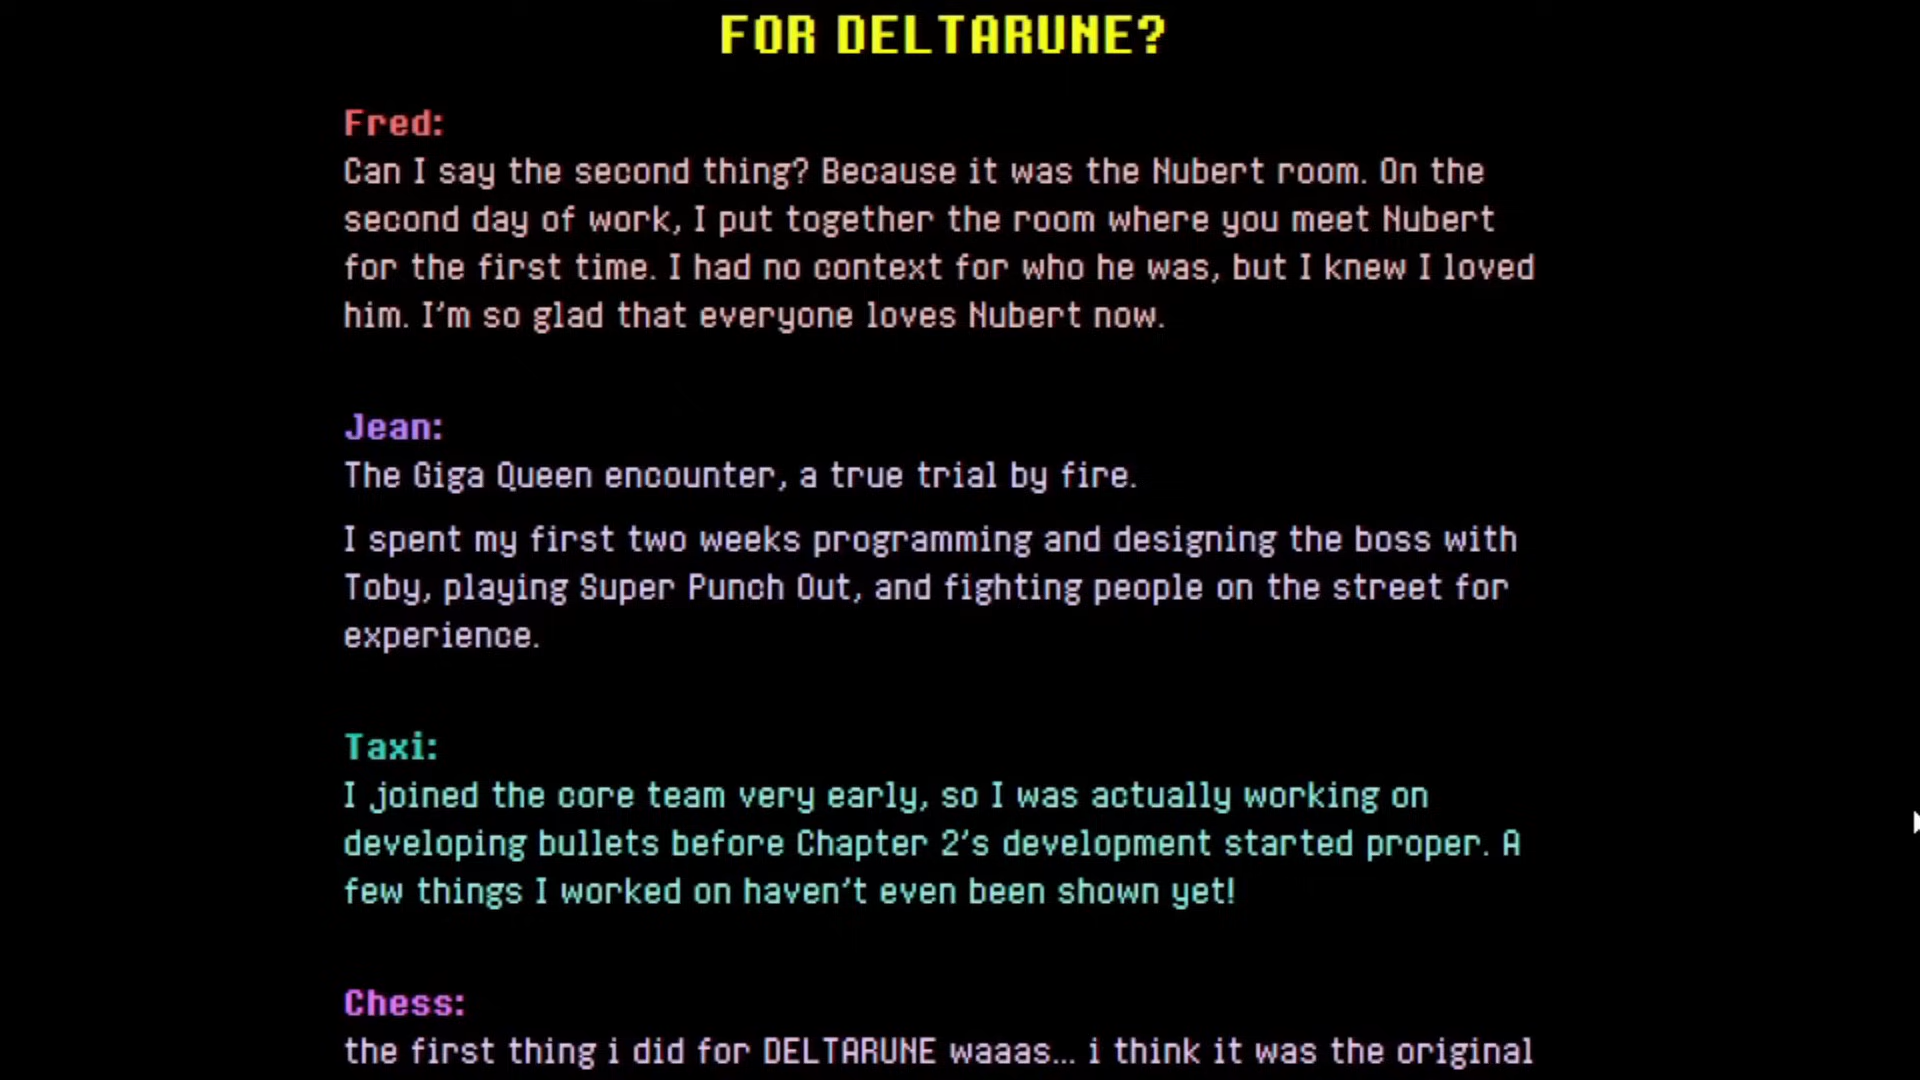 FOR DELTARUNE?
Fred:
Can I say the second thing? Because it was the Nubert room. On the
second day of work, I put together the room where you meet Nubert
for the first time. I had no context for who he was, but I knew I loved
him. I'm so glad that everyone loves Nubert now.
Jean:
The Giga Queen encounter, a true trial by fire.
I spent my first two weeks programming and designing the boss with
Toby, playing Super Punch Out, and fighting people on the street for
experience.
Taxi:
I joined the core team very early, so I was actually working on
developing bullets before Chapter 2's development started proper. A
few things I worked on haven't even been shown yet!
Chess:
the first thing i did for DELTARUNE waaas... i think it was the original